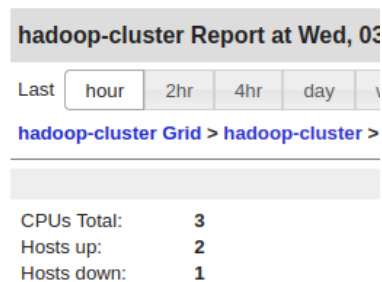 hadoop-cluster Report at Wed, 03
Last hour 2hr 4hr day
hadoop-cluster Grid > hadoop-cluster >
CPUs Total: 3
Hosts up: 2
Hosts down: 1